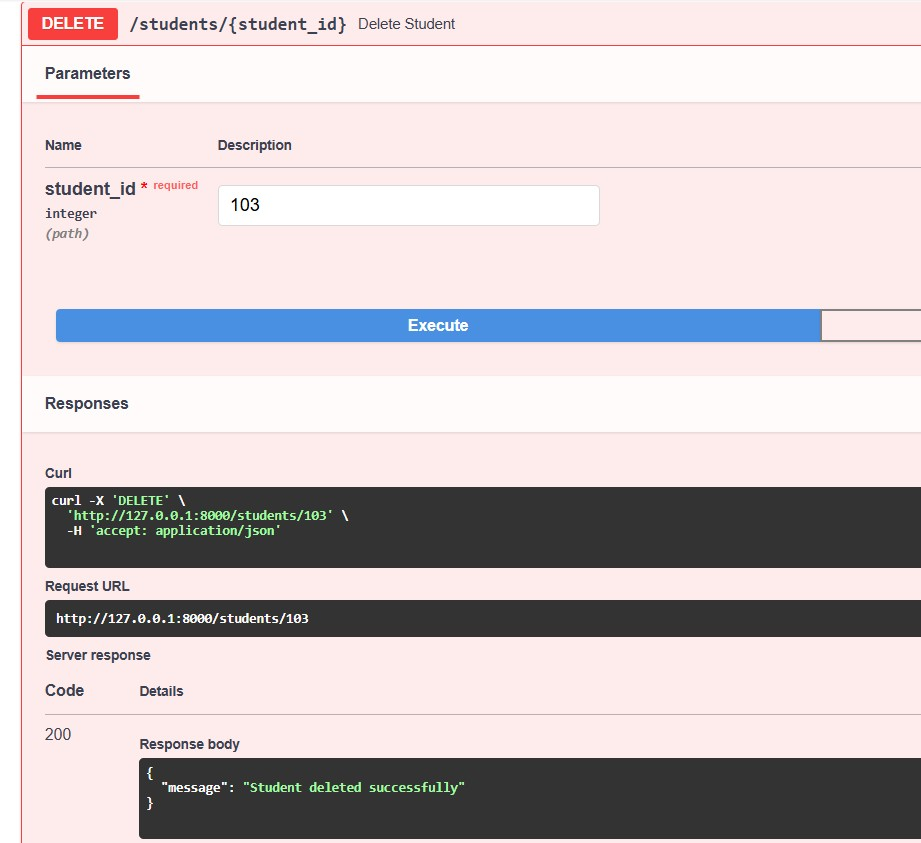 DELETE /students/{student_id} Delete Student
Parameters
Name Description
student_id * required
103
integer
(path)
Execute
Responses
Curl
curl -X 'DELETE' \
  'http://127.0.0.1:8000/students/103' \
  -H 'accept: application/json'
Request URL
http://127.0.0.1:8000/students/103
Server response
Code Details
200
Response body
{
  "message": "Student deleted successfully"
}